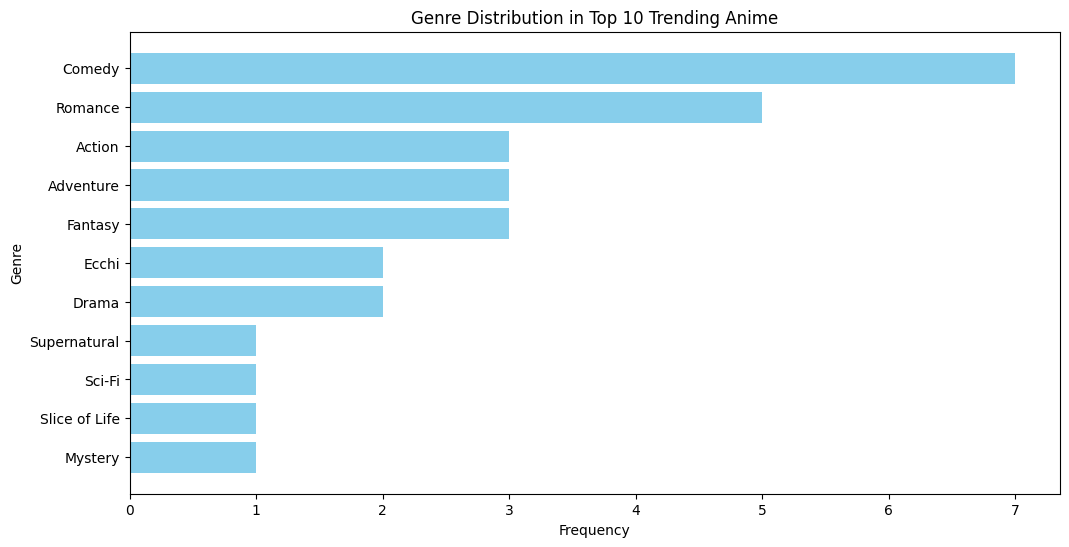 Genre Distribution in Top 10 Trending Anime
Genre
Comedy
Romance
Action
Adventure
Fantasy
Ecchi
Drama
Supernatural
Sci-Fi
Slice of Life
Mystery
0 1 2 3 4 5 6 7
Frequency